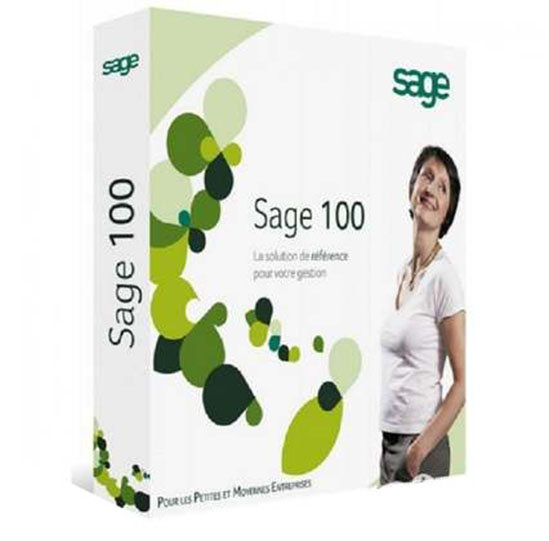 sage
Sage 100
sage
Sage 100
La solution de référence
pour votre gestion
POUR LES PETITES ET MOYENNES ENTREPRISES